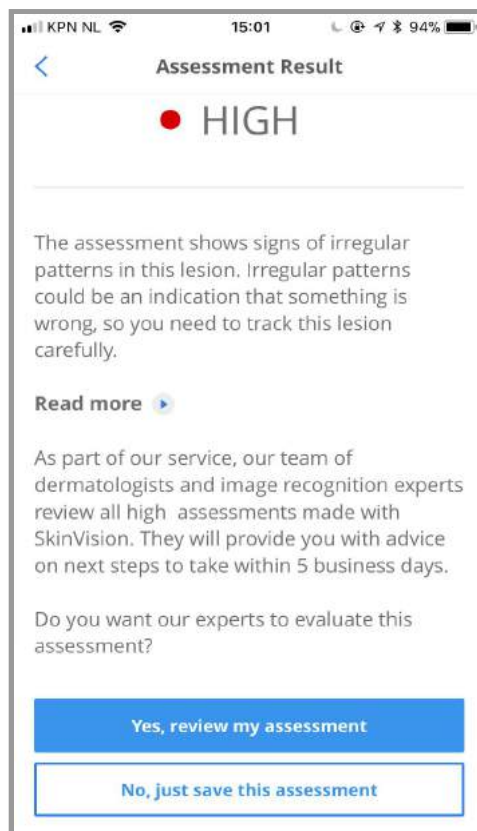 KPN NL 15:01 94%
Assessment Result
HIGH
The assessment shows signs of irregular
patterns in this lesion. Irregular patterns
could be an indication that something is
wrong, so you need to track this lesion
carefully.
Read more
As part of our service, our team of
dermatologists and image recognition experts
review all high  assessments made with
SkinVision. They will provide you with advice
on next steps to take within 5 business days.
Do you want our experts to evaluate this
assessment?
Yes, review my assessment
No, just save this assessment